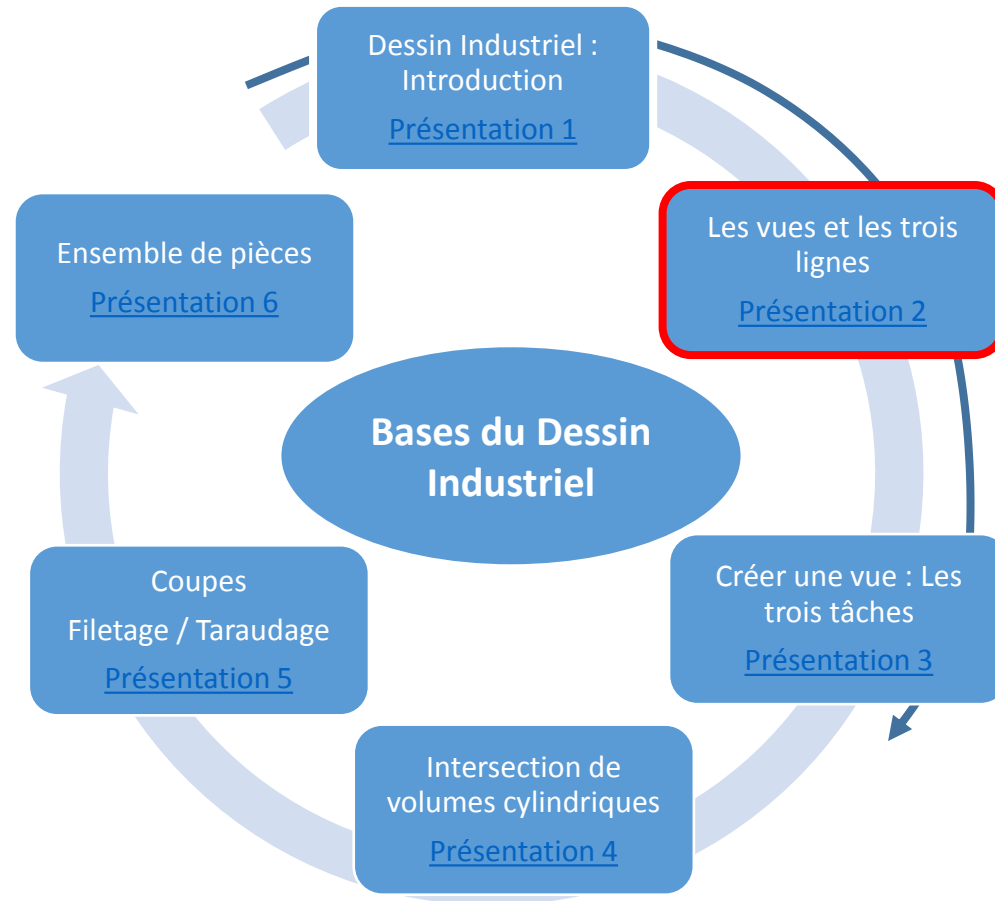 Dessin Industriel :
Introduction
Présentation 1
Les vues et les trois
lignes
Présentation 2
Créer une vue : Les
trois tâches
Présentation 3
Intersection de
volumes cylindriques
Présentation 4
Coupes
Filetage / Taraudage
Présentation 5
Ensemble de pièces
Présentation 6
Bases du Dessin
Industriel